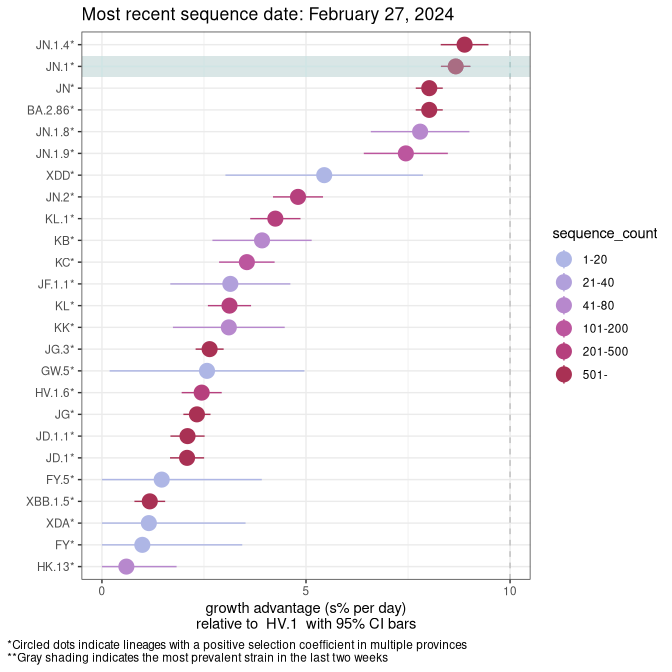 Most recent sequence date: February 27, 2024
JN.1.4*
JN.1*
JN*
BA.2.86*
JN.1.8*
JN.1.9*
XDD*
JN.2*
KL.1*
KB*
KC*
JF.1.1*
KL*
KK*
JG.3*
GW.5*
HV.1.6*
JG*
JD.1.1*
JD.1*
FY.5*
XBB.1.5*
XDA*
FY*
HK.13*
0 5 10
growth advantage (s% per day)
relative to HV.1 with 95% CI bars
sequence_count
1-20
21-40
41-80
101-200
201-500
501-
*Circled dots indicate lineages with a positive selection coefficient in multiple provinces
**Gray shading indicates the most prevalent strain in the last two weeks